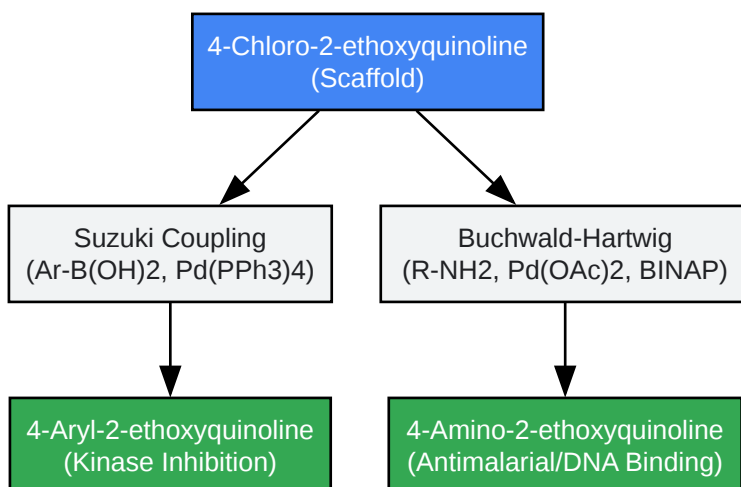 4-Chloro-2-ethoxyquinoline
(Scaffold)
Suzuki Coupling
(Ar-B(OH)2, Pd(PPh3)4)
Buchwald-Hartwig
(R-NH2, Pd(OAc)2, BINAP)
4-Aryl-2-ethoxyquinoline
(Kinase Inhibition)
4-Amino-2-ethoxyquinoline
(Antimalarial/DNA Binding)